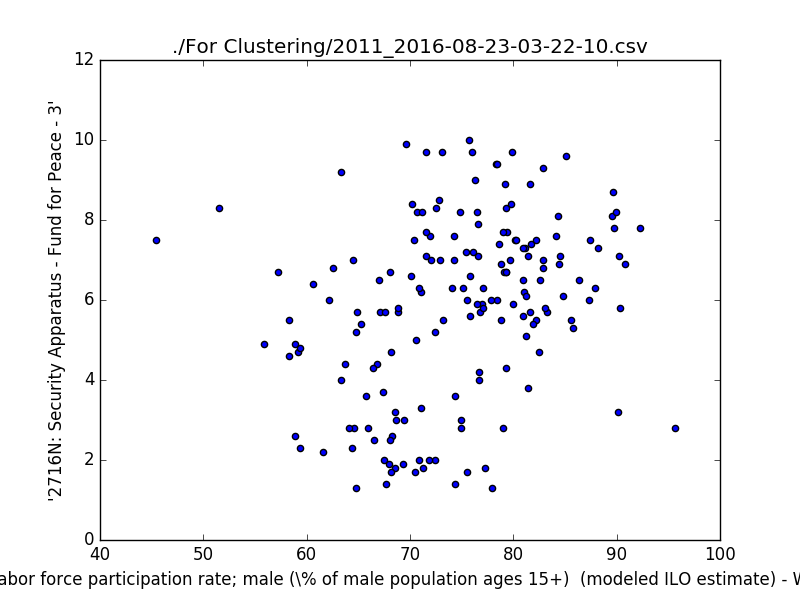 ./For Clustering/2011_2016-08-23-03-22-10.csv
12
10
8
6
4
2
0
'2716N: Security Apparatus - Fund for Peace - 3'
40 50 60 70 80 90 100
abor force participation rate; male (\% of male population ages 15+)  (modeled ILO estimate) -